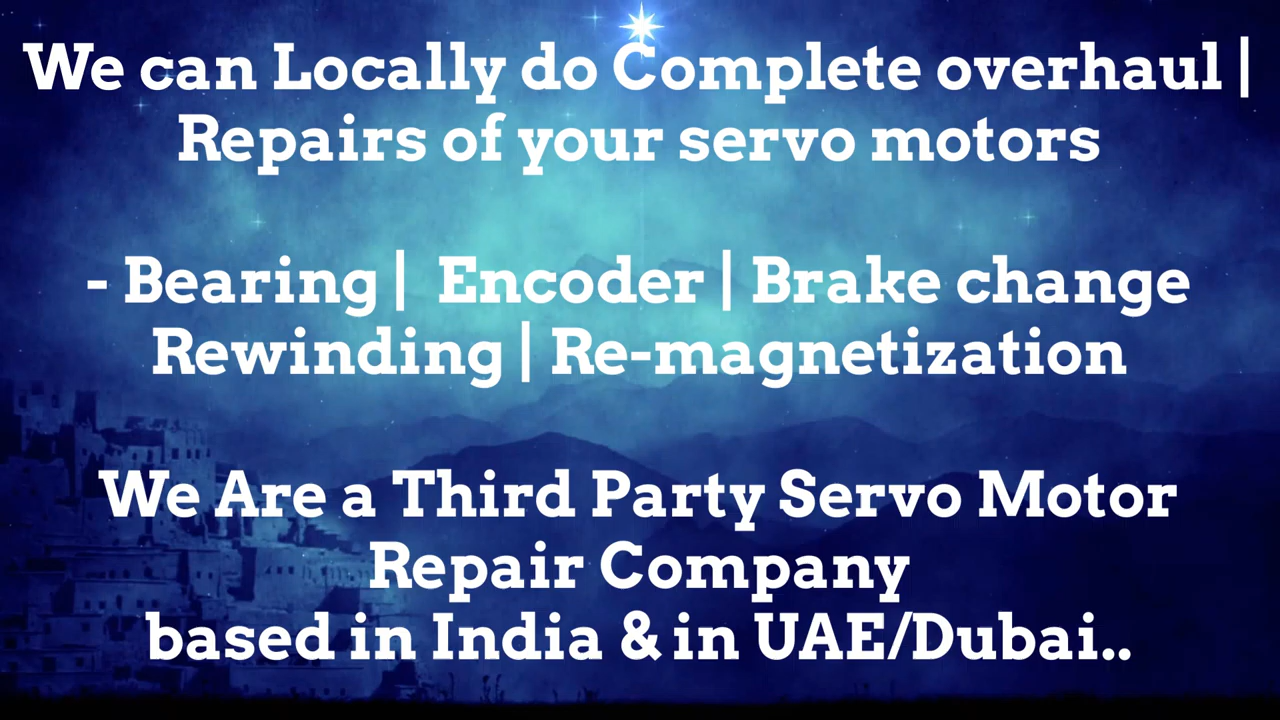 We can Locally do Complete overhaul |
Repairs of your servo motors
- Bearing |  Encoder | Brake change
Rewinding | Re-magnetization
We Are a Third Party Servo Motor
Repair Company
based in India & in UAE/Dubai..